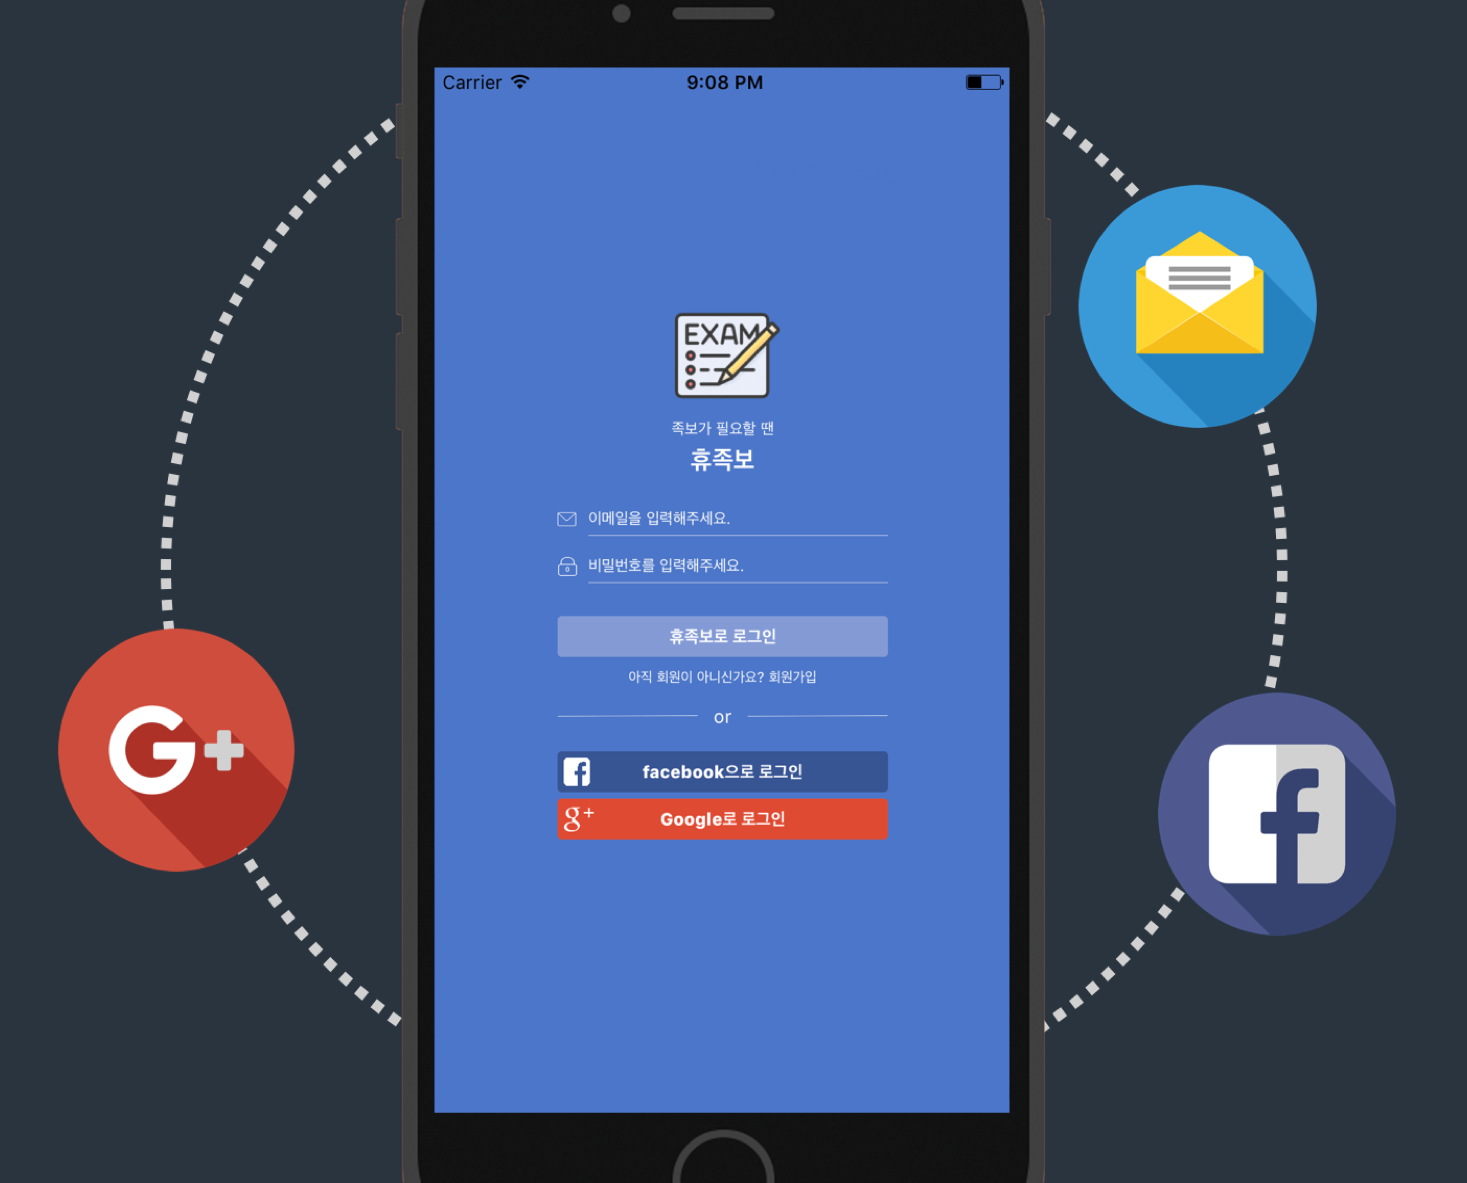 Carrier
9:08 PM
EXAM
족보가 필요할 땐
휴족보
이메일을 입력해주세요.
비밀번호를 입력해주세요.
휴족보로 로그인
아직 회원이 아니신가요? 회원가입
or
facebook으로 로그인
g+ Google로 로그인
G+
f